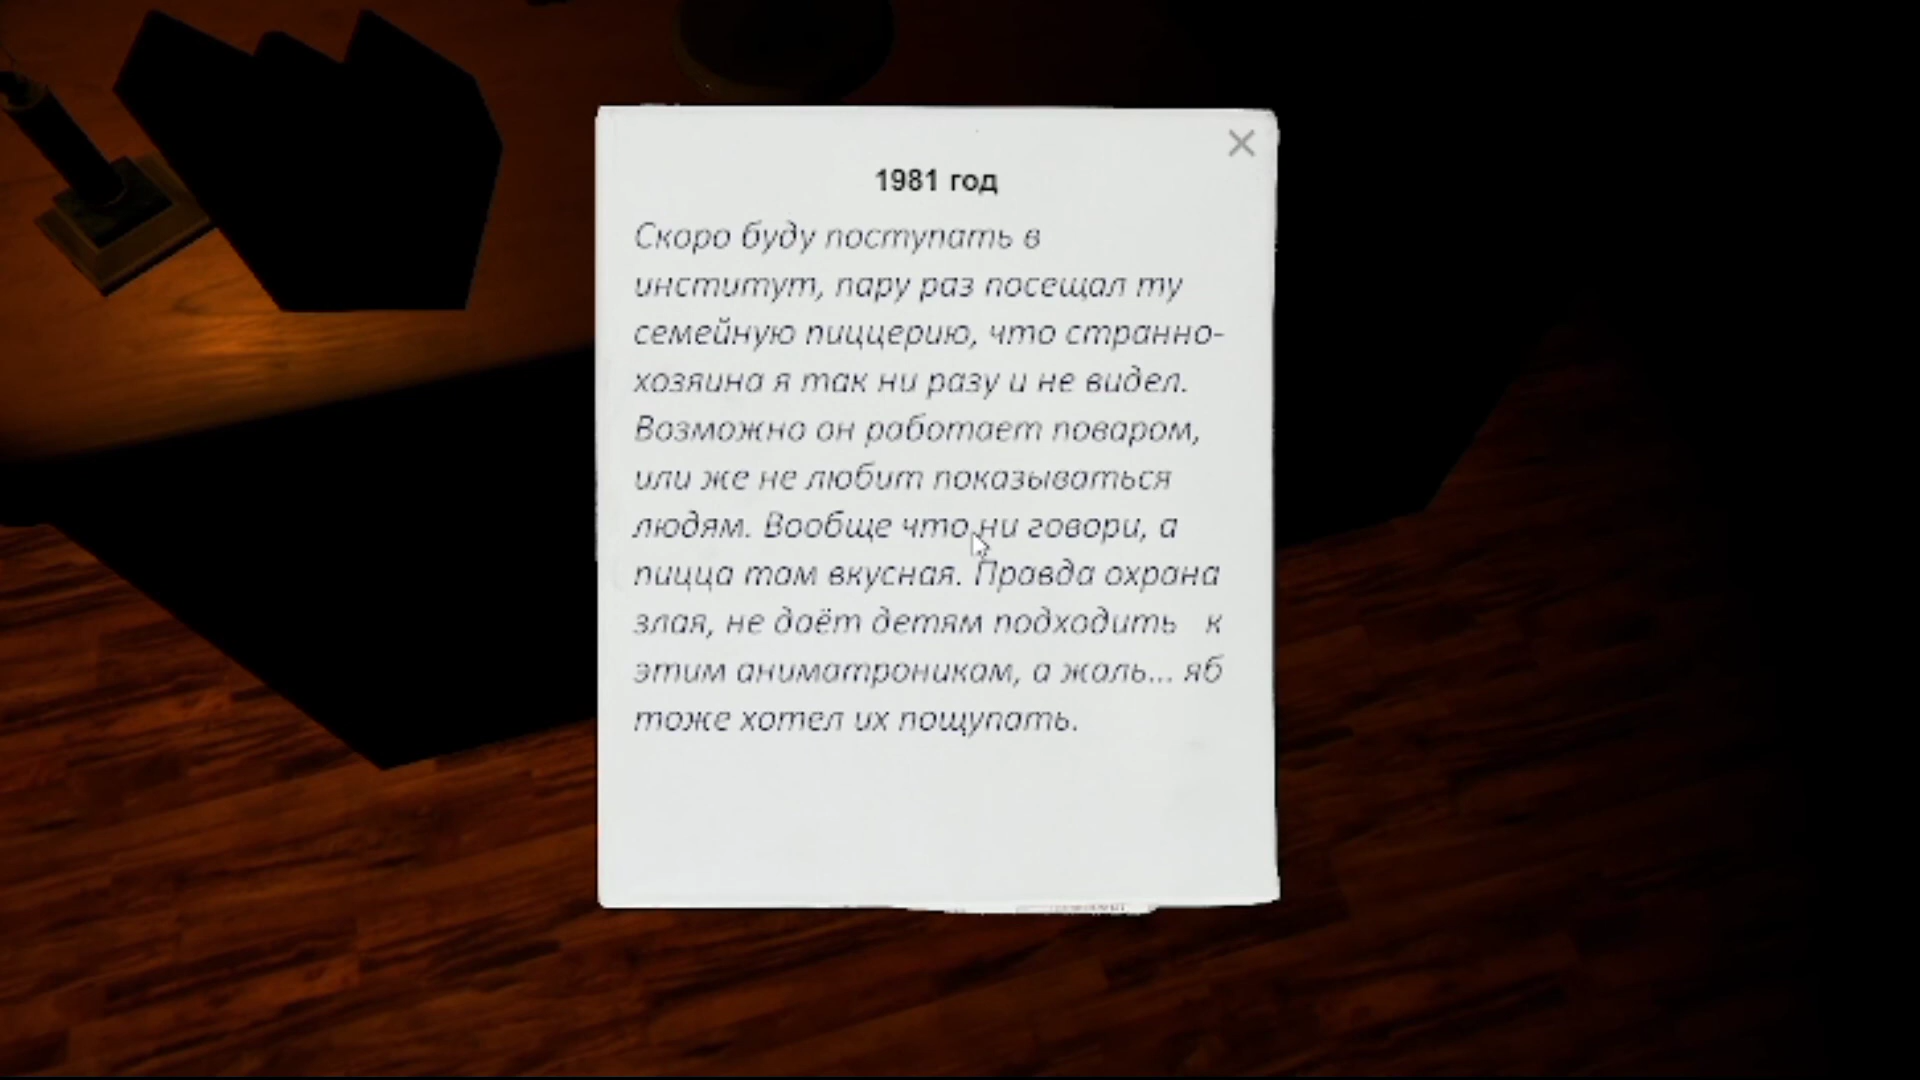 1981 год
Скоро буду поступать в
институт, пару раз посещал ту
семейную пиццерию, что странно-
хозяина я так ни разу и не видел.
Возможно он работает поваром,
или же не любит показываться
людям. Вообще что ни говори, а
пицца там вкусная. Правда охрана
злая, не даёт детям подходить к
этим аниматроникам, а жаль... яб
тоже хотел их пощупать.